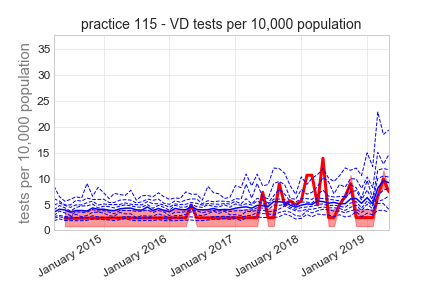 practice 115 - VD tests per 10,000 population
tests per 10,000 population
35
30
25
20
15
10
5
0
January 2015
January 2016
January 2017
January 2018
January 2019